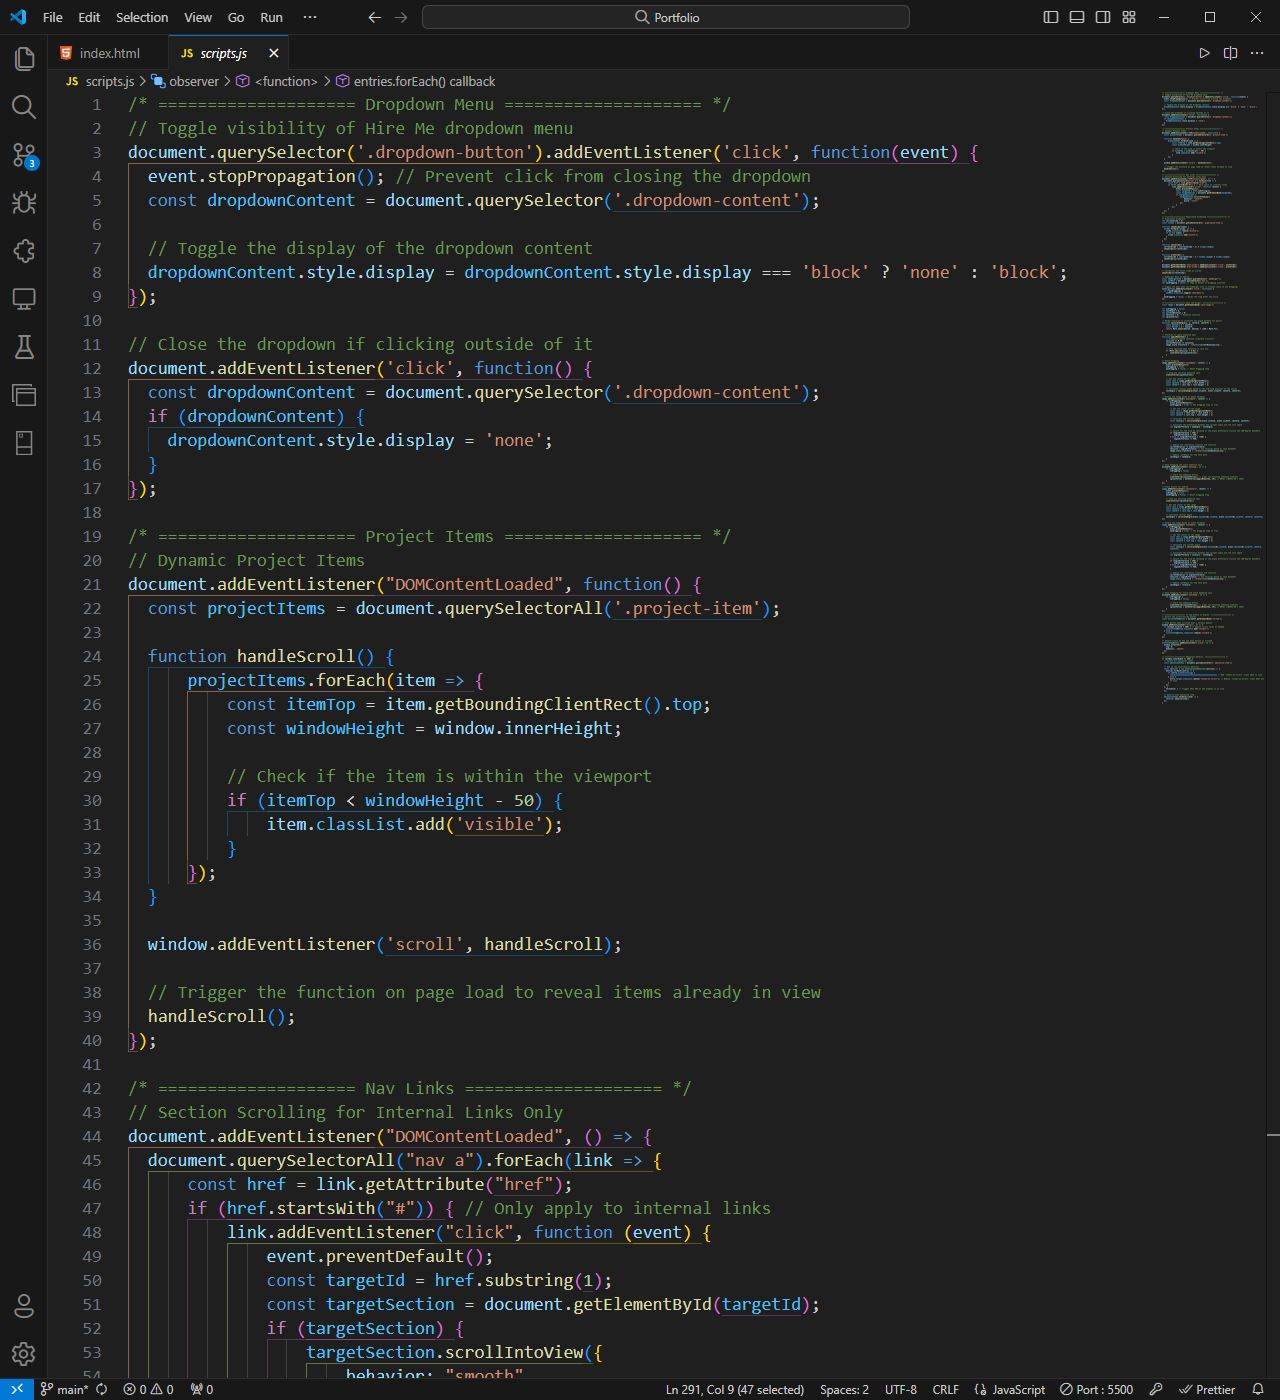 File Edit Selection View Go Run ··· Portfolio
index.html JS scripts.js
JS scripts.js > observer > <function> > entries.forEach() callback
1 /* ==================== Dropdown Menu ==================== */
2 // Toggle visibility of Hire Me dropdown menu
3 document.querySelector('.dropdown-button').addEventListener('click', function(event) {
4 event.stopPropagation(); // Prevent click from closing the dropdown
5 const dropdownContent = document.querySelector('.dropdown-content');
6
7 // Toggle the display of the dropdown content
8 dropdownContent.style.display = dropdownContent.style.display === 'block' ? 'none' : 'block';
9 });
10
11 // Close the dropdown if clicking outside of it
12 document.addEventListener('click', function() {
13 const dropdownContent = document.querySelector('.dropdown-content');
14 if (dropdownContent) {
15 dropdownContent.style.display = 'none';
16 }
17 });
18
19 /* ==================== Project Items ==================== */
20 // Dynamic Project Items
21 document.addEventListener("DOMContentLoaded", function() {
22 const projectItems = document.querySelectorAll('.project-item');
23
24 function handleScroll() {
25 projectItems.forEach(item => {
26 const itemTop = item.getBoundingClientRect().top;
27 const windowHeight = window.innerHeight;
28
29 // Check if the item is within the viewport
30 if (itemTop < windowHeight - 50) {
31 item.classList.add('visible');
32 }
33 });
34 }
35
36 window.addEventListener('scroll', handleScroll);
37
38 // Trigger the function on page load to reveal items already in view
39 handleScroll();
40 });
41
42 /* ==================== Nav Links ==================== */
43 // Section Scrolling for Internal Links Only
44 document.addEventListener("DOMContentLoaded", () => {
45 document.querySelectorAll("nav a").forEach(link => {
46 const href = link.getAttribute("href");
47 if (href.startsWith("#")) { // Only apply to internal links
48 link.addEventListener("click", function (event) {
49 event.preventDefault();
50 const targetId = href.substring(1);
51 const targetSection = document.getElementById(targetId);
52 if (targetSection) {
53 targetSection.scrollIntoView({
54 behavior: "smooth"
3
main* 0 0 0 Ln 291, Col 9 (47 selected) Spaces: 2 UTF-8 CRLF {} JavaScript Port : 5500 Prettier